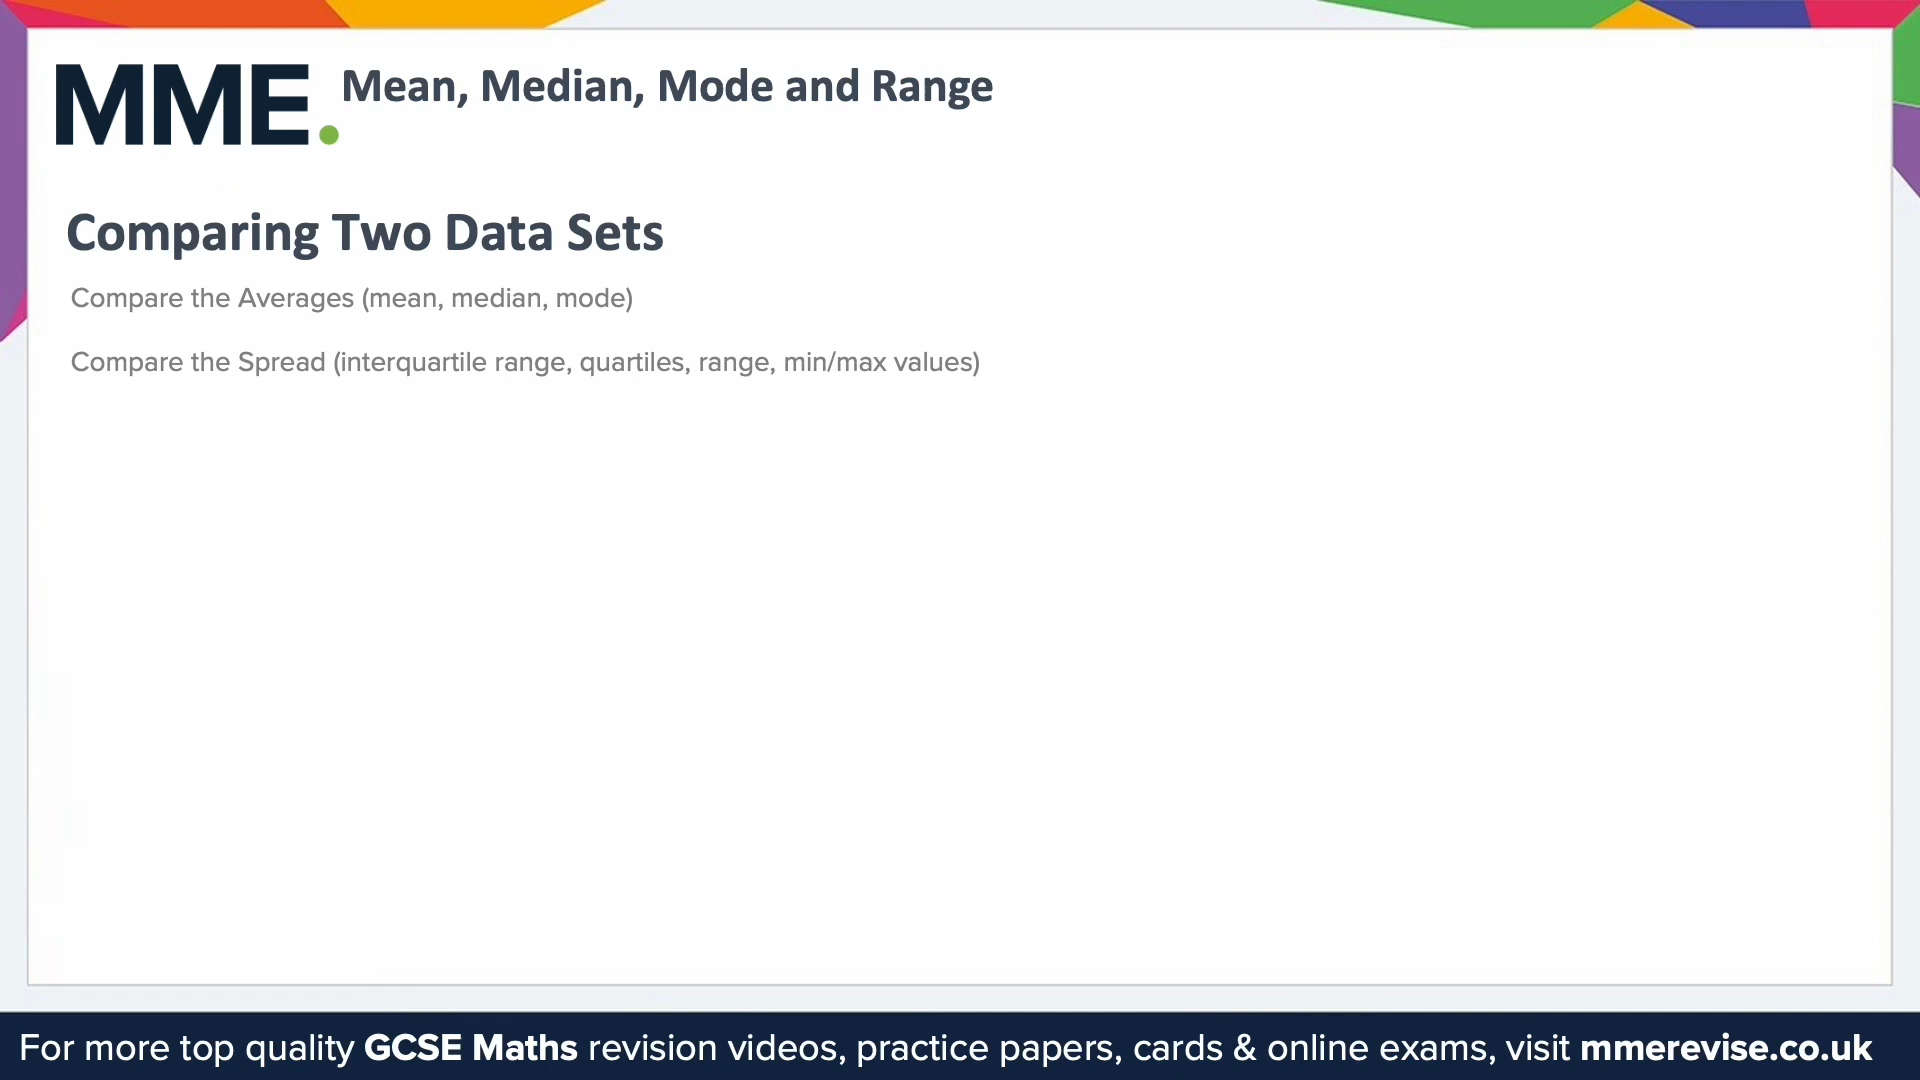 MME. Mean, Median, Mode and Range
Comparing Two Data Sets
Compare the Averages (mean, median, mode)
Compare the Spread (interquartile range, quartiles, range, min/max values)
For more top quality GCSE Maths revision videos, practice papers, cards & online exams, visit mmerevise.co.uk